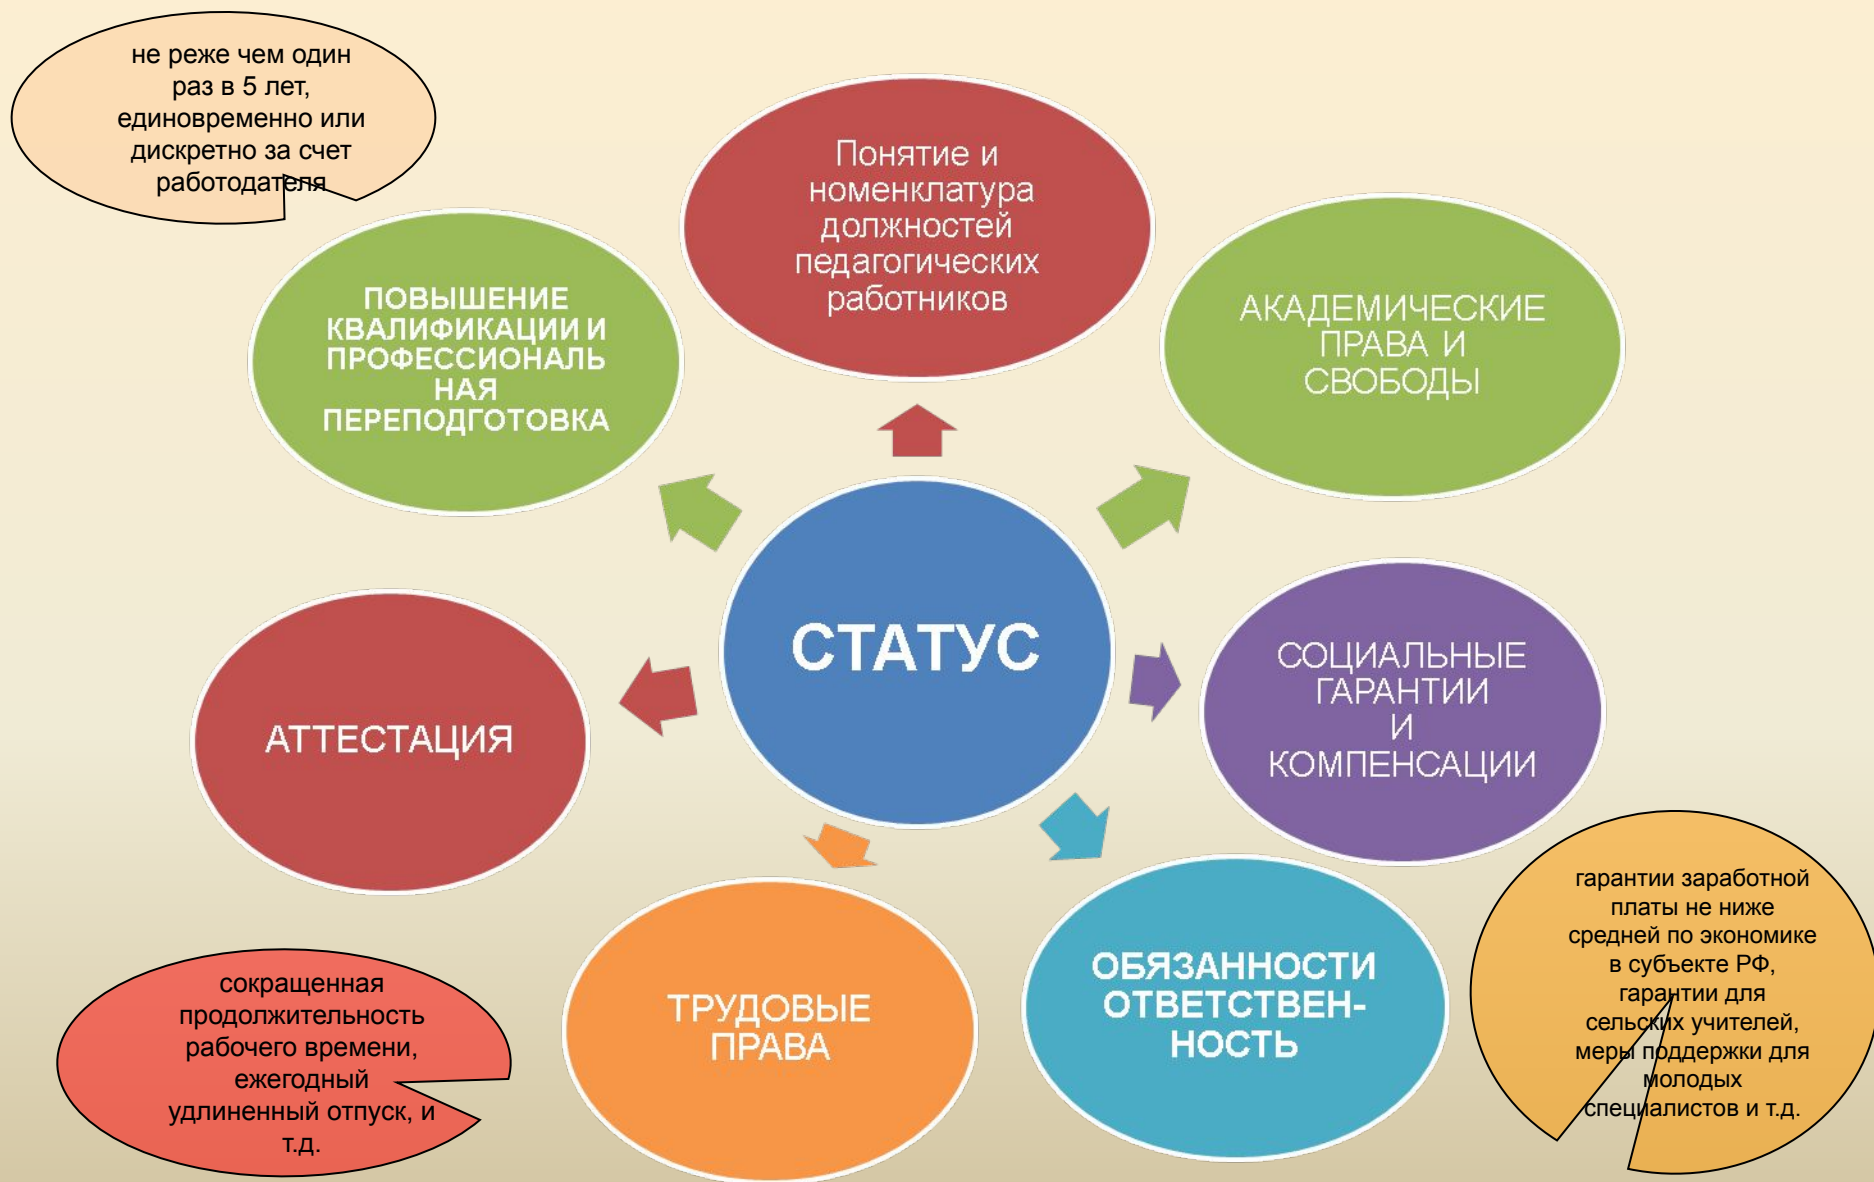 не реже чем один
раз в 5 лет,
единовременно или
дискретно за счет
работодателя
Понятие и
номенклатура
должностей
педагогических
работников
ПОВЫШЕНИЕ
КВАЛИФИКАЦИИ И
ПРОФЕССИОНАЛЬ
НАЯ
ПЕРЕПОДГОТОВКА
АКАДЕМИЧЕСКИЕ
ПРАВА И
СВОБОДЫ
СТАТУС
СОЦИАЛЬНЫЕ
ГАРАНТИИ
И
КОМПЕНСАЦИИ
АТТЕСТАЦИЯ
гарантии заработной
платы не ниже
средней по экономике
в субъекте РФ,
гарантии для
сельских учителей,
меры поддержки для
молодых
специалистов и т.д.
ОБЯЗАННОСТИ
ОТВЕТСТВЕН-
НОСТЬ
ТРУДОВЫЕ
ПРАВА
сокращенная
продолжительность
рабочего времени,
ежегодный
удлиненный отпуск, и
т.д.